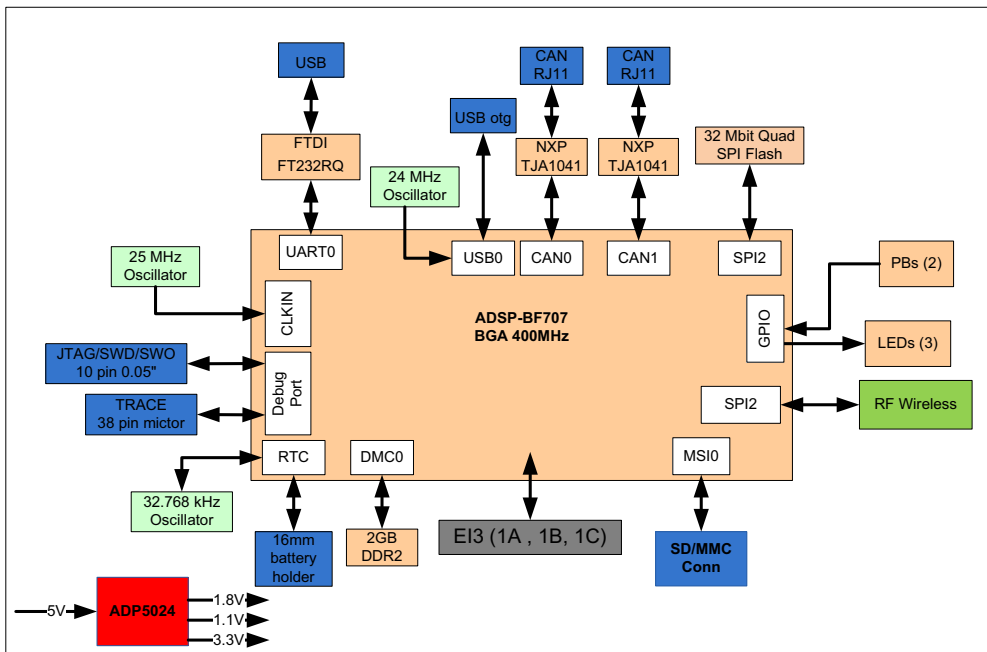 USB
CAN
RJ11
CAN
RJ11
USB otg
FTDI
FT232RQ
NXP
TJA1041
NXP
TJA1041
32 Mbit Quad
SPI Flash
24 MHz
Oscillator
UART0
USB0
CAN0
CAN1
SPI2
25 MHz
Oscillator
CLKIN
ADSP-BF707
BGA 400MHz
GPIO
PBs (2)
LEDs (3)
JTAG/SWD/SWO
10 pin 0.05"
Debug
Port
TRACE
38 pin mictor
SPI2
RF Wireless
RTC
DMC0
MSI0
32.768 kHz
Oscillator
16mm
battery
holder
2GB
DDR2
EI3 (1A , 1B, 1C)
SD/MMC
Conn
5V
ADP5024
1.8V
1.1V
3.3V